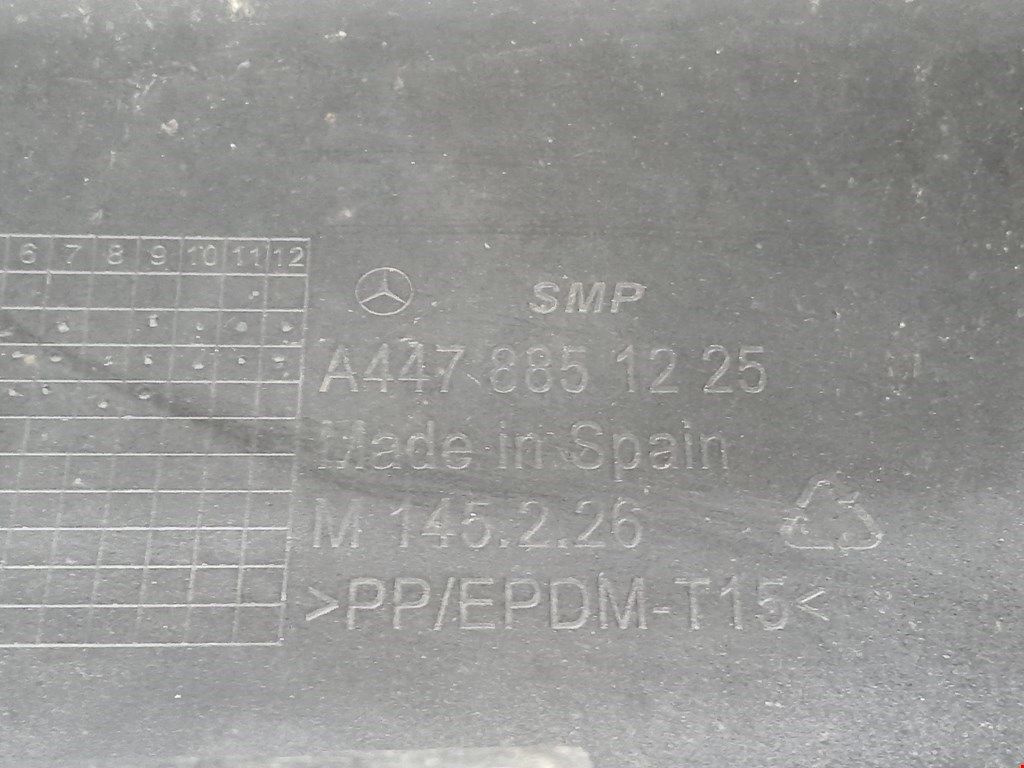 6 7 8 9 10 11 12
SMP
A447 885 12 25
Made in Spain
M 145.2.26
>PP/EPDM-T15<